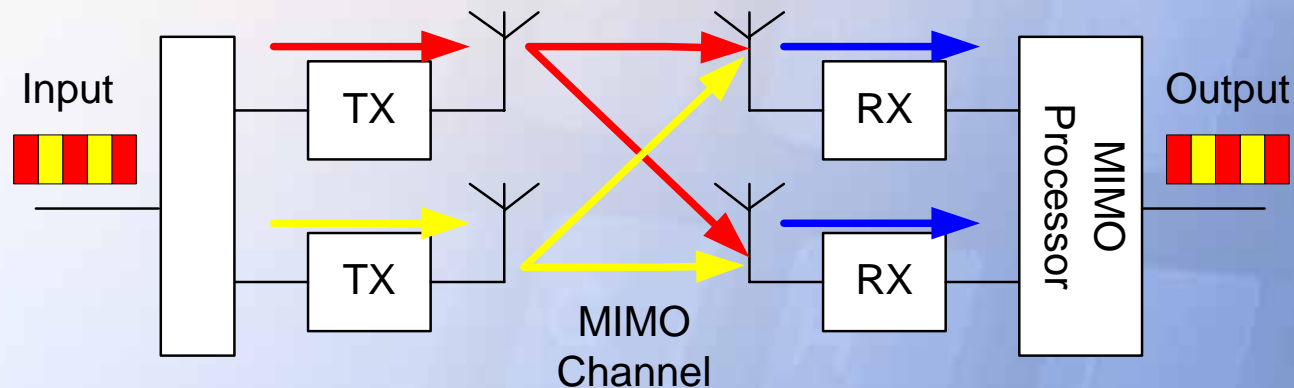 Input
TX
TX
MIMO
Channel
RX
RX
MIMO
Processor
Output